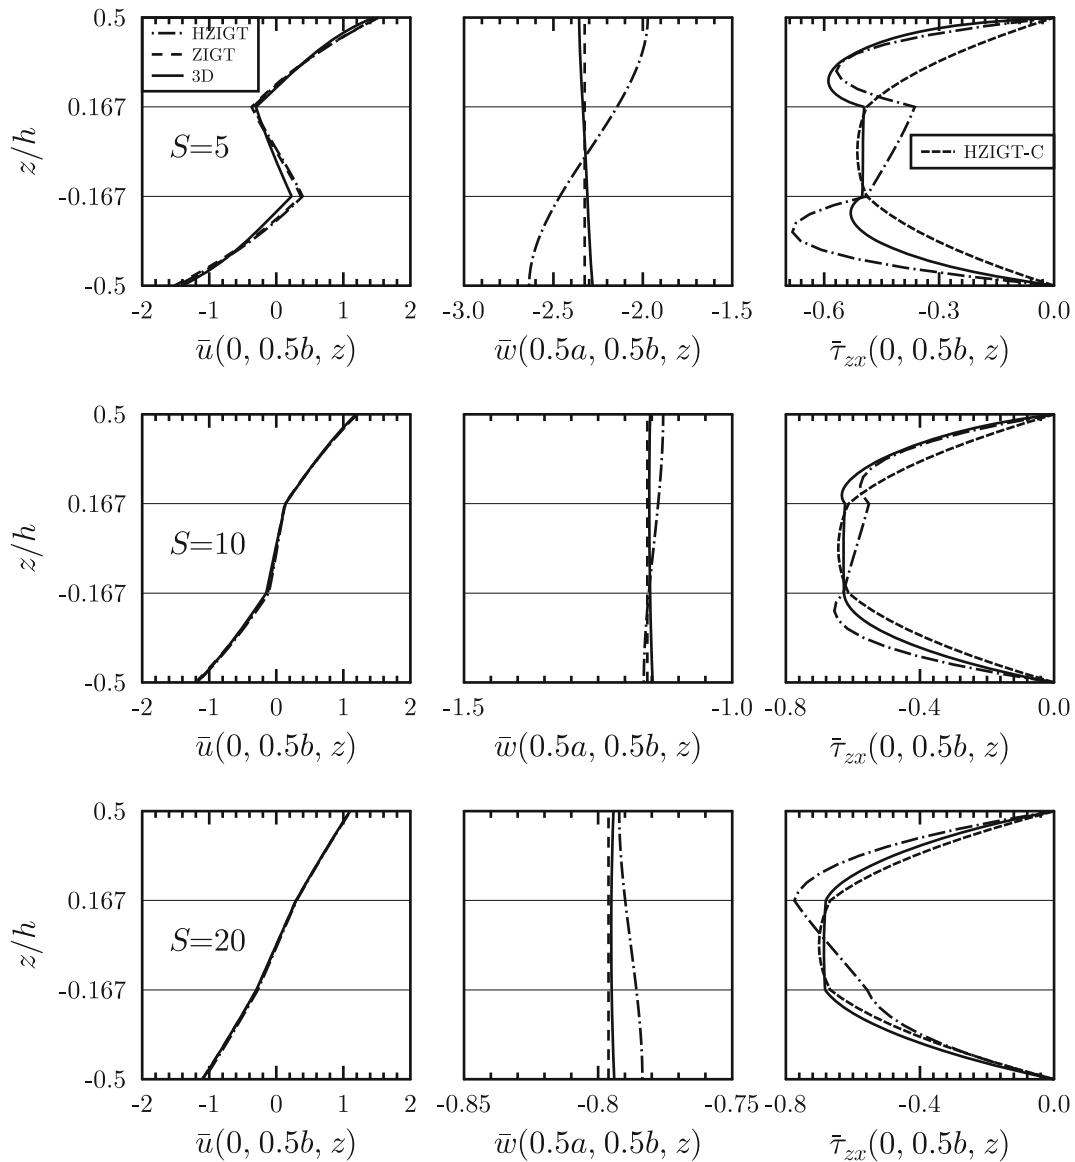 0.5
HZIGT
ZIGT
3D
0.167
z/h
S=5
HZIGT-C
-0.167
-0.5
-2 -1 0 1 2
-3.0 -2.5 -2.0 -1.5
-0.6 -0.3 0.0
ū(0, 0.5b, z)
w̄(0.5a, 0.5b, z)
τ̄zx(0, 0.5b, z)
0.5
0.167
z/h
S=10
-0.167
-0.5
-2 -1 0 1 2
-1.5 -1.0
-0.8 -0.4 0.0
ū(0, 0.5b, z)
w̄(0.5a, 0.5b, z)
τ̄zx(0, 0.5b, z)
0.5
0.167
z/h
S=20
-0.167
-0.5
-2 -1 0 1 2
-0.85 -0.8 -0.75
-0.8 -0.4 0.0
ū(0, 0.5b, z)
w̄(0.5a, 0.5b, z)
τ̄zx(0, 0.5b, z)